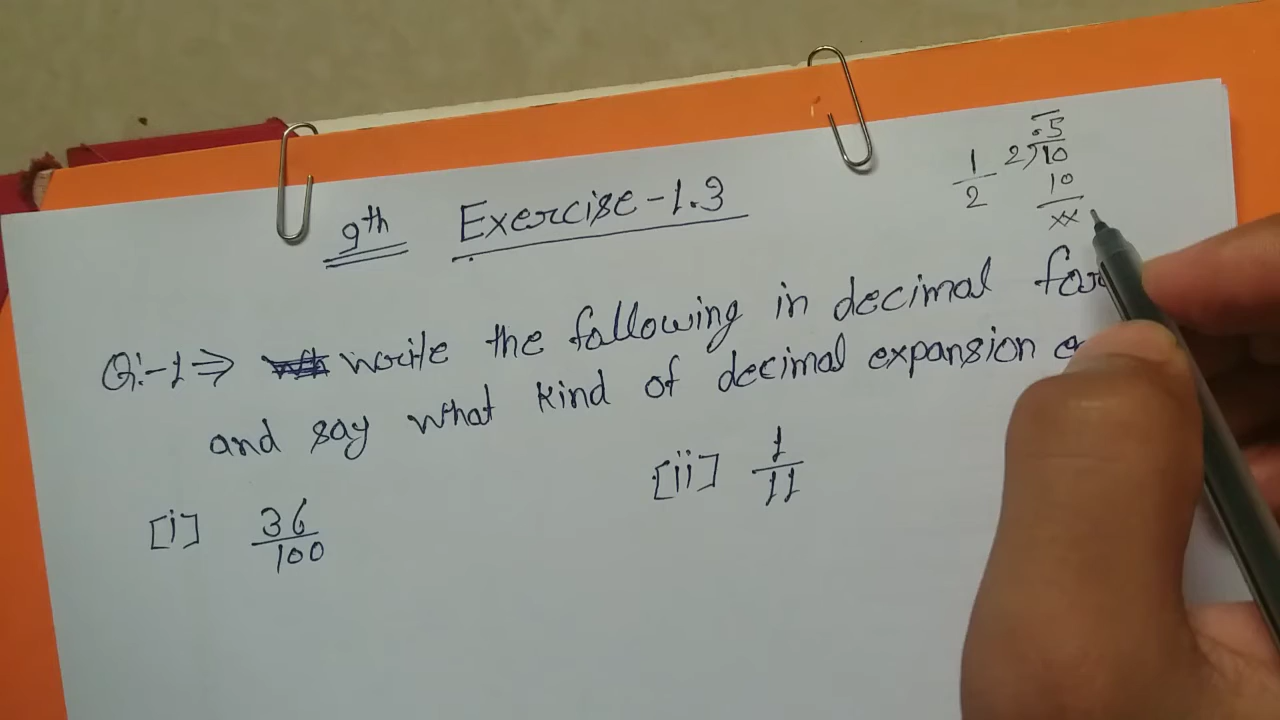 9th Exercise-1.3
1/2 2)10 .5
10
xx
Q:-1⇒ write the following in decimal
and say what kind of decimal expansion
[i] 36/100 [ii] 1/11